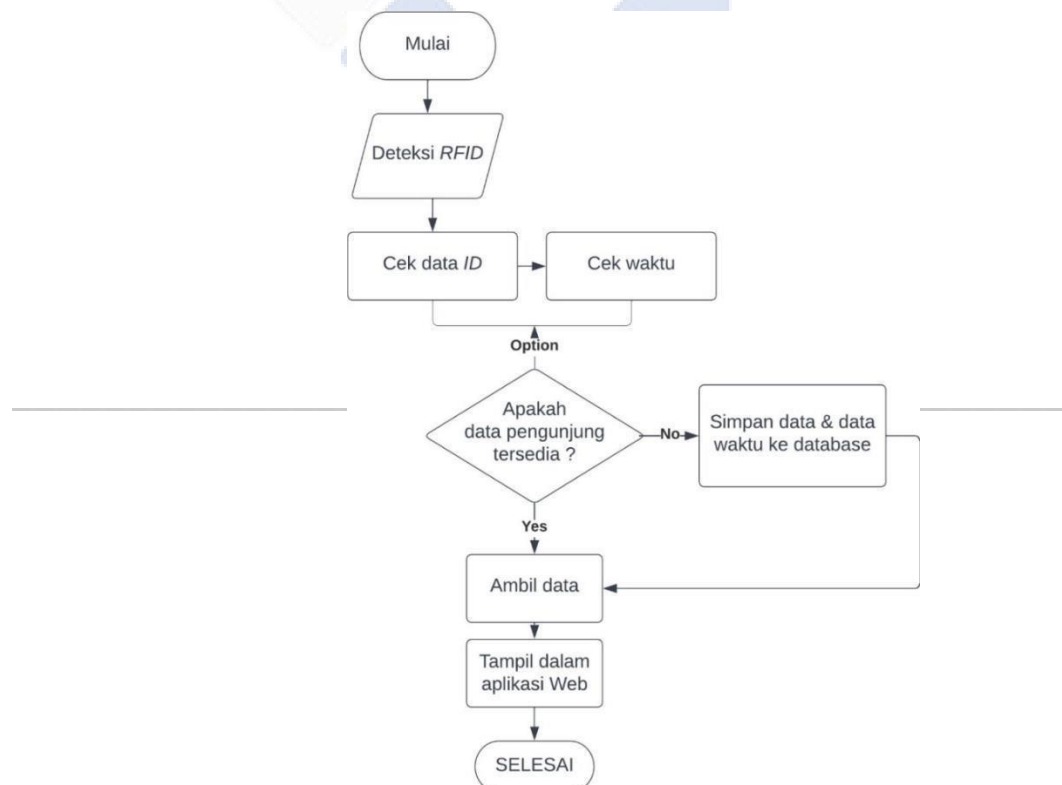 Mulai
Deteksi RFID
Cek data ID
Cek waktu
Option
Apakah
data pengunjung
tersedia ?
No
Simpan data & data
waktu ke database
Yes
Ambil data
Tampil dalam
aplikasi Web
SELESAI